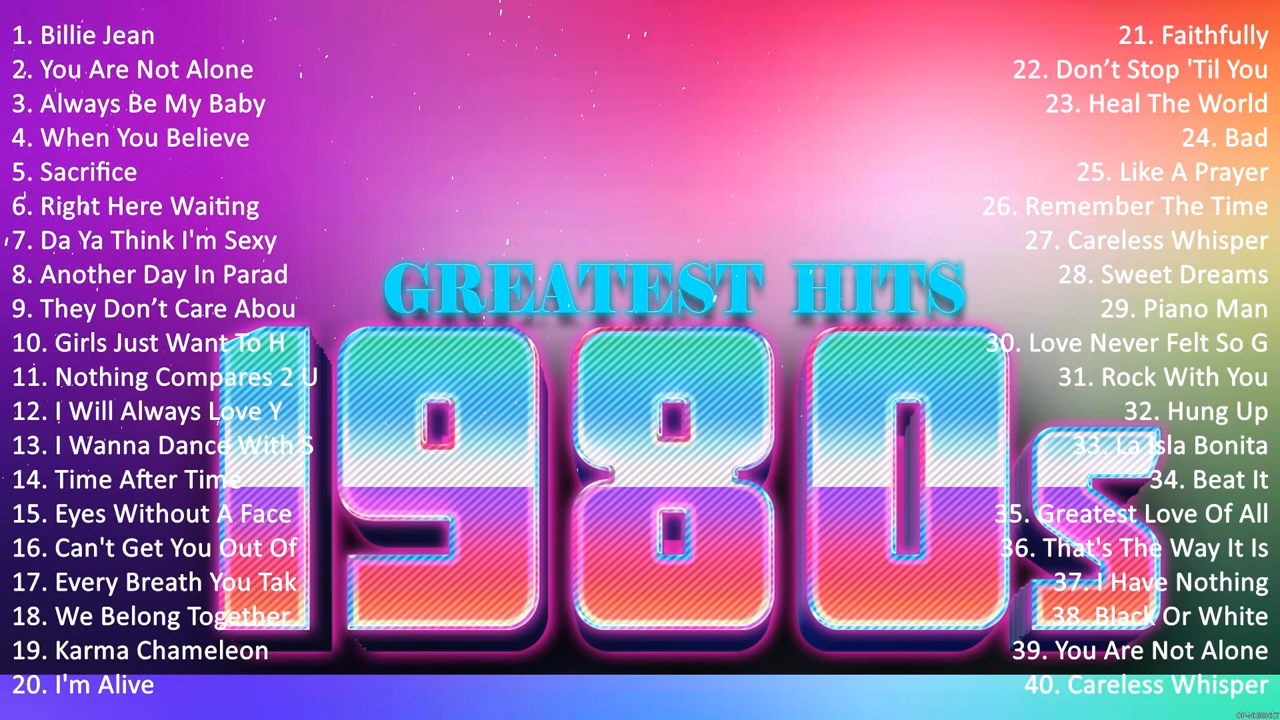 1. Billie Jean
2. You Are Not Alone
3. Always Be My Baby
4. When You Believe
5. Sacrifice
6. Right Here Waiting
7. Da Ya Think I'm Sexy
8. Another Day In Parad
9. They Don’t Care Abou
10. Girls Just Want To H
11. Nothing Compares 2 U
12. I Will Always Love Y
13. I Wanna Dance With S
14. Time After Time
15. Eyes Without A Face
16. Can't Get You Out Of
17. Every Breath You Tak
18. We Belong Together
19. Karma Chameleon
20. I'm Alive
GREATEST HITS
1980s
21. Faithfully
22. Don’t Stop 'Til You
23. Heal The World
24. Bad
25. Like A Prayer
26. Remember The Time
27. Careless Whisper
28. Sweet Dreams
29. Piano Man
30. Love Never Felt So G
31. Rock With You
32. Hung Up
33. La Isla Bonita
34. Beat It
35. Greatest Love Of All
36. That's The Way It Is
37. I Have Nothing
38. Black Or White
39. You Are Not Alone
40. Careless Whisper